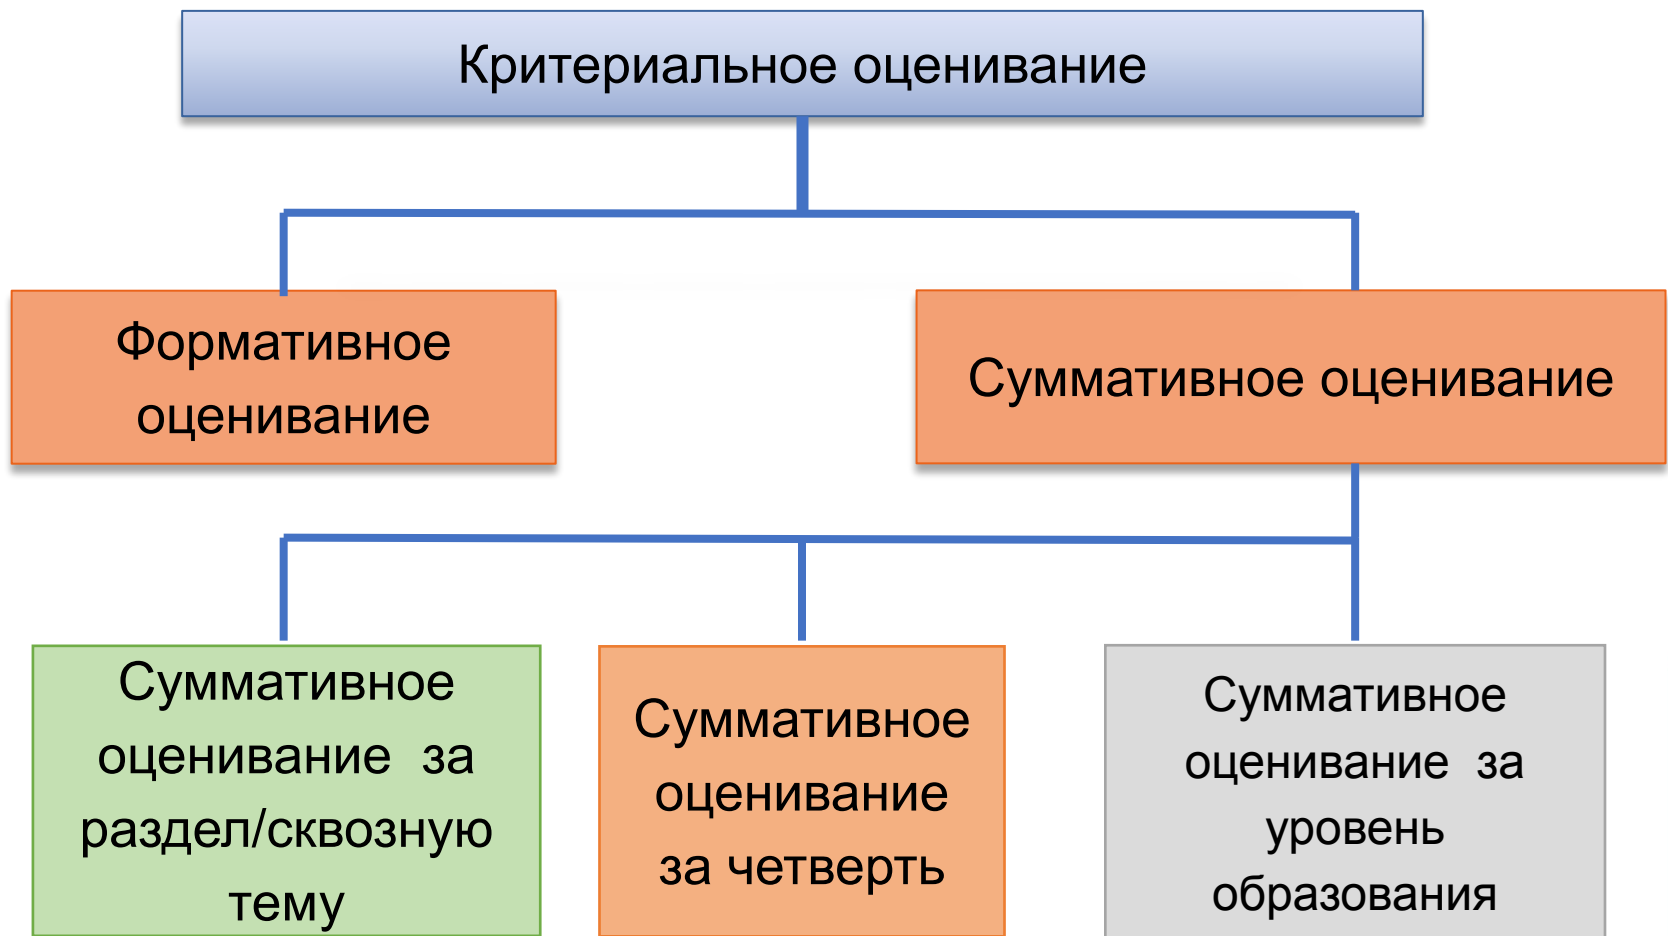 Критериальное оценивание
Формативное
оценивание
Суммативное оценивание
Суммативное
оценивание за
раздел/сквозную
тему
Суммативное
оценивание
за четверть
Суммативное
оценивание за
уровень
образования